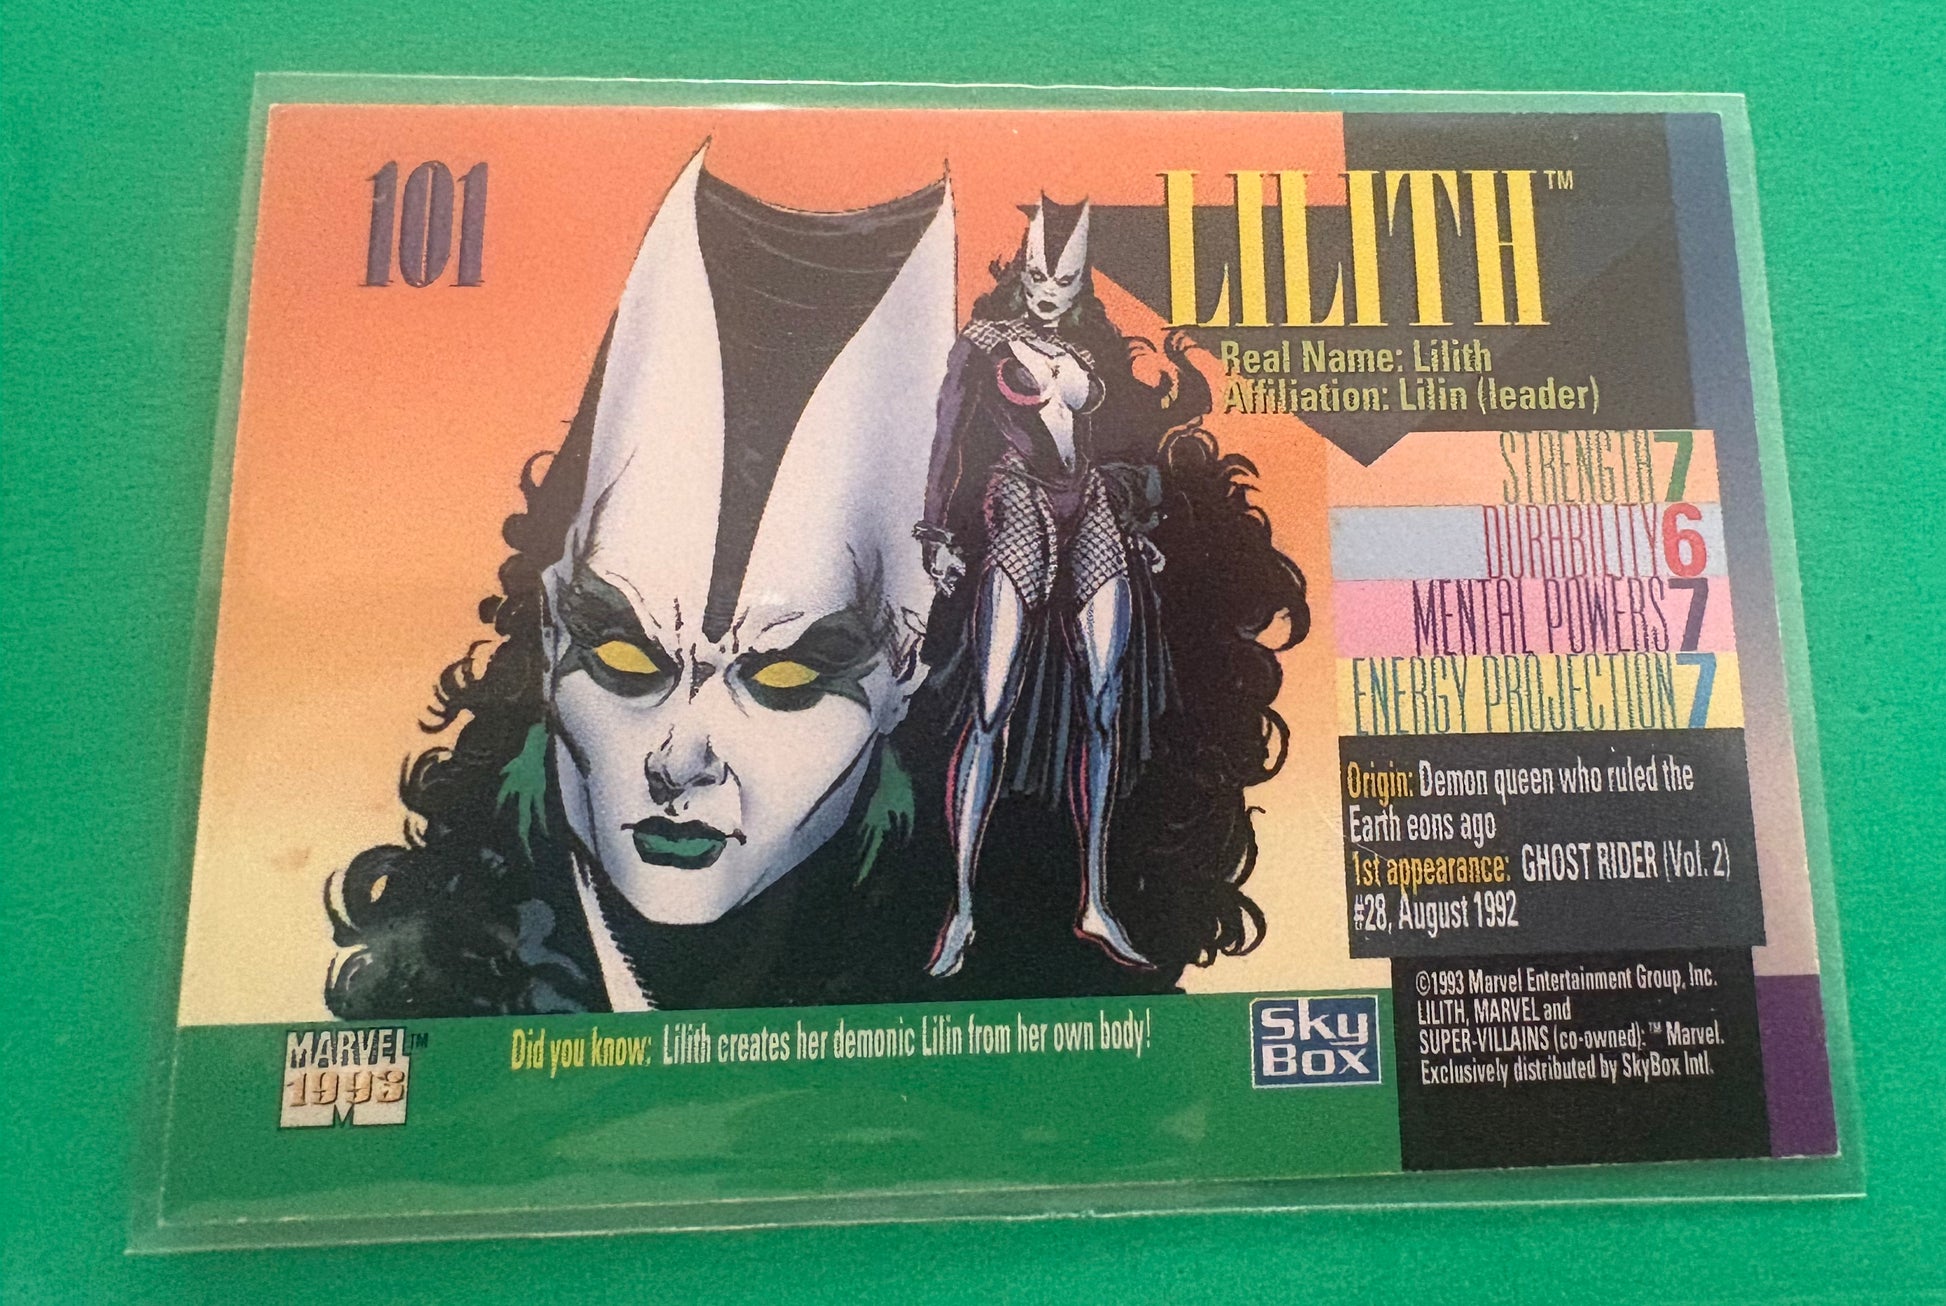 101
LILITH™
Real Name: Lilith
Affiliation: Lilin (leader)
STRENGTH 7
DURABILITY 6
MENTAL POWERS 7
ENERGY PROJECTION 7
Origin: Demon queen who ruled the
Earth eons ago
1st appearance: GHOST RIDER (Vol. 2)
#28, August 1992
©1993 Marvel Entertainment Group, Inc.
LILITH, MARVEL and
SUPER-VILLAINS (co-owned):™ Marvel.
Exclusively distributed by SkyBox Intl.
Did you know: Lilith creates her demonic Lilin from her own body!
MARVEL™
1993
Sky
Box